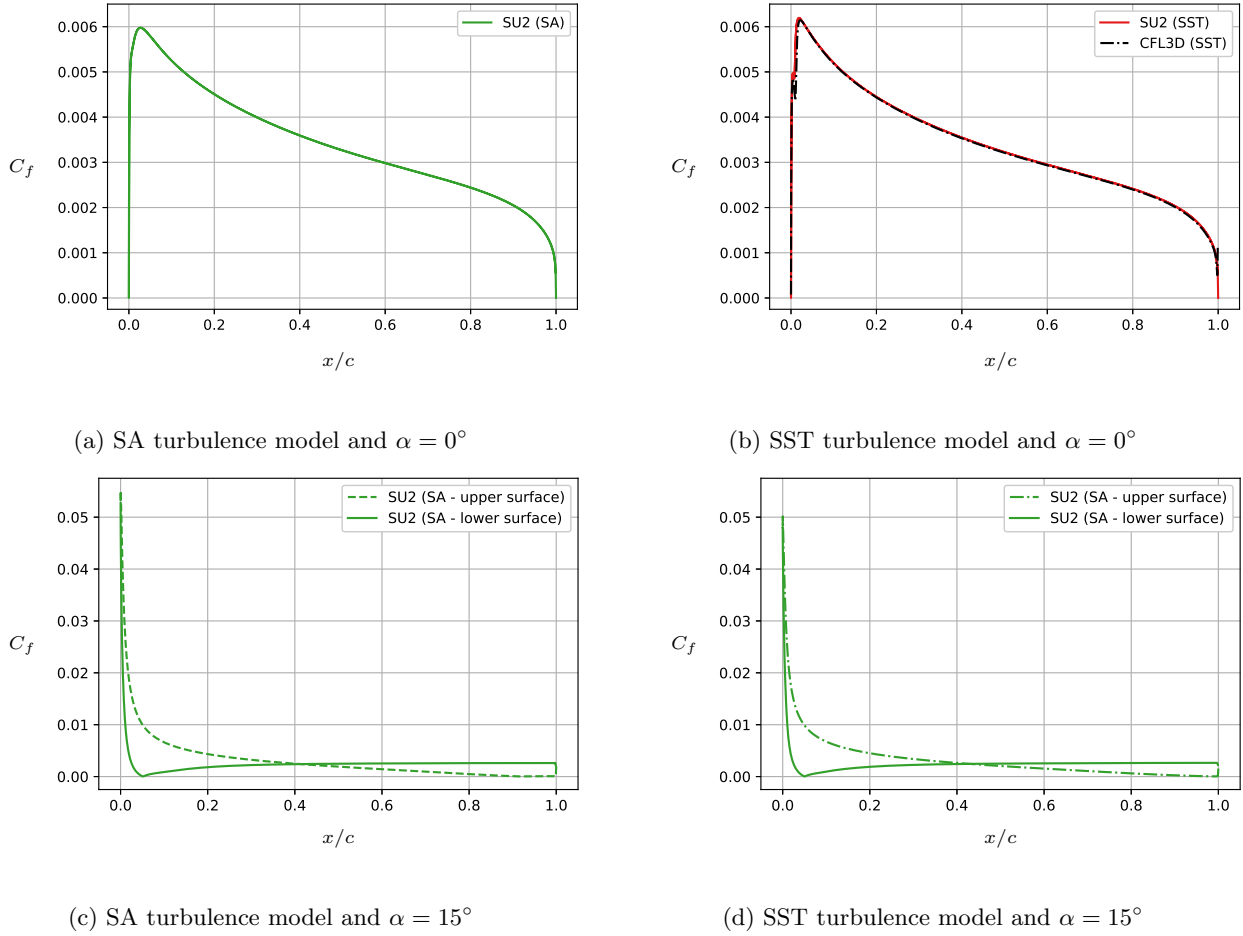 SU2 (SA)
0.006
0.005
0.004
0.003
0.002
0.001
0.000
C_f
0.0 0.2 0.4 0.6 0.8 1.0
x/c
(a) SA turbulence model and α = 0°
SU2 (SST)
CFL3D (SST)
0.006
0.005
0.004
0.003
0.002
0.001
0.000
C_f
0.0 0.2 0.4 0.6 0.8 1.0
x/c
(b) SST turbulence model and α = 0°
SU2 (SA - upper surface)
SU2 (SA - lower surface)
0.05
0.04
0.03
0.02
0.01
0.00
C_f
0.0 0.2 0.4 0.6 0.8 1.0
x/c
(c) SA turbulence model and α = 15°
SU2 (SA - upper surface)
SU2 (SA - lower surface)
0.05
0.04
0.03
0.02
0.01
0.00
C_f
0.0 0.2 0.4 0.6 0.8 1.0
x/c
(d) SST turbulence model and α = 15°